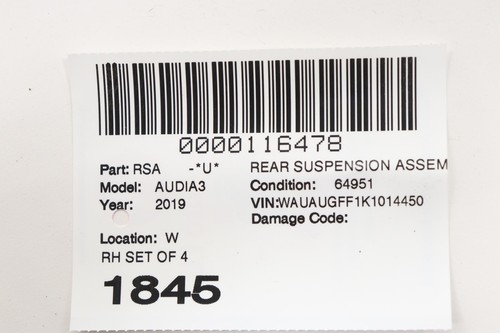 0000116478
Part: RSA -*U* REAR SUSPENSION ASSEM
Model: AUDIA3 Condition: 64951
Year: 2019 VIN:WAUAUGFF1K1014450
Damage Code:
Location: W
RH SET OF 4
1845